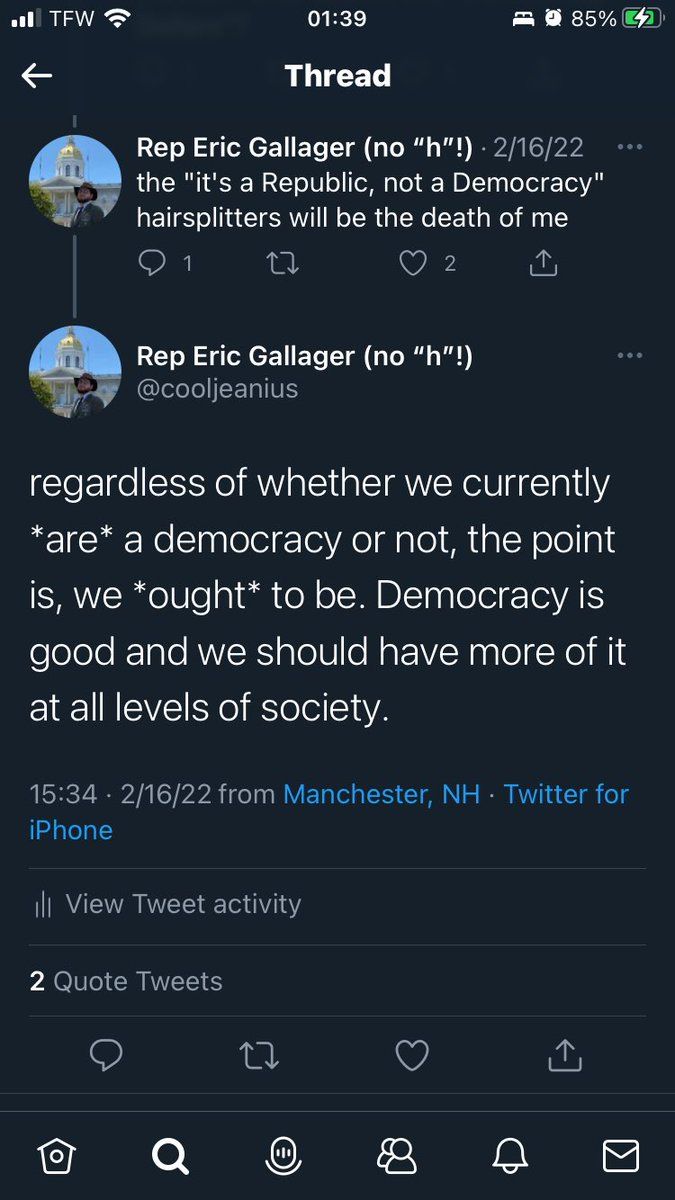 TFW 01:39 85%
Thread
Rep Eric Gallager (no “h”!) · 2/16/22
the "it's a Republic, not a Democracy"
hairsplitters will be the death of me
1 2
Rep Eric Gallager (no “h”!)
@cooljeanius
regardless of whether we currently
*are* a democracy or not, the point
is, we *ought* to be. Democracy is
good and we should have more of it
at all levels of society.
15:34 · 2/16/22 from Manchester, NH · Twitter for
iPhone
View Tweet activity
2 Quote Tweets